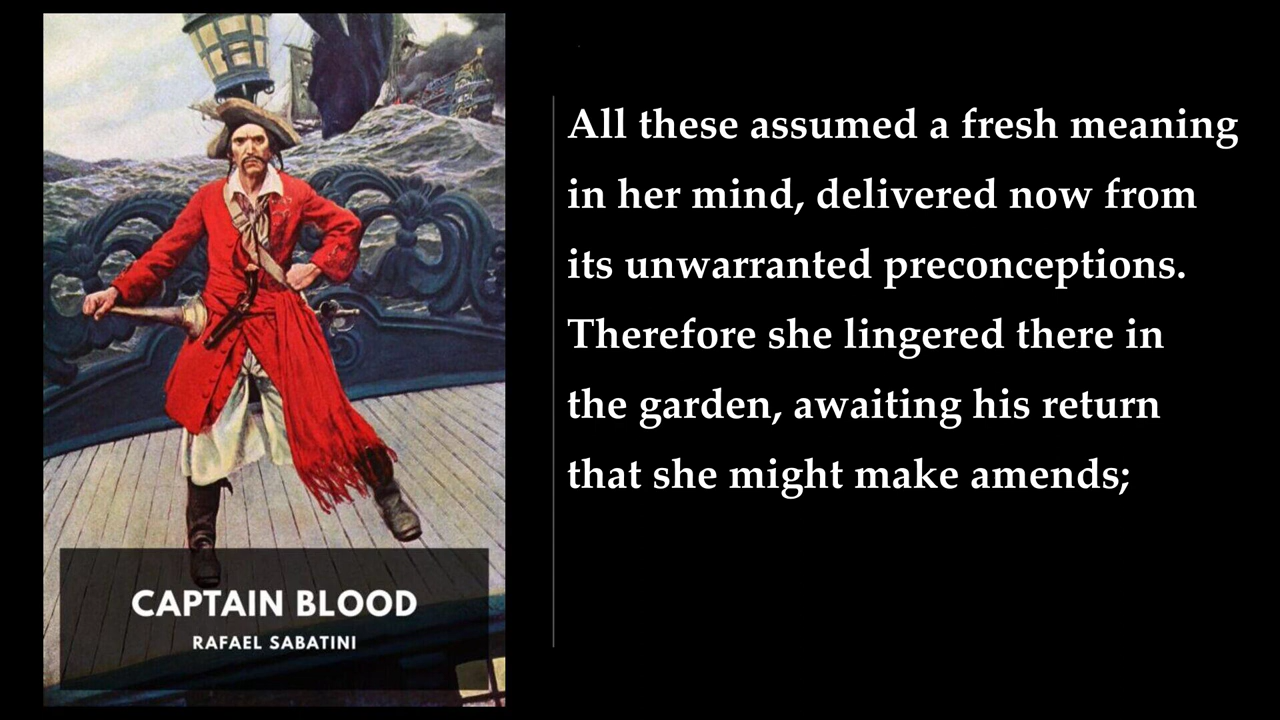 CAPTAIN BLOOD
RAFAEL SABATINI
All these assumed a fresh meaning
in her mind, delivered now from
its unwarranted preconceptions.
Therefore she lingered there in
the garden, awaiting his return
that she might make amends;